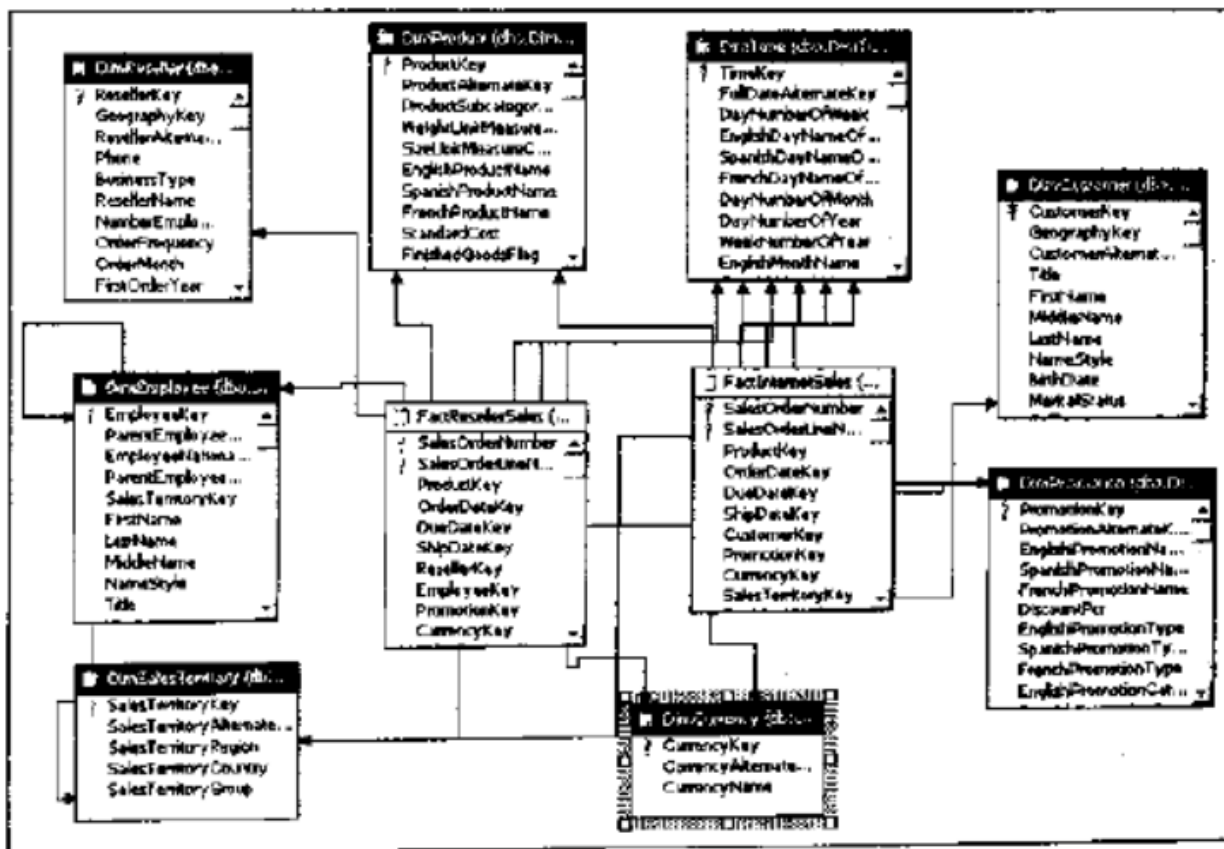 DimReseller (dbo...
ResellerKey
GeographyKey
ResellerAlterna...
Phone
BusinessType
ResellerName
NumberEmplo...
OrderFrequency
OrderMonth
FirstOrderYear
DimProduct (dbo.Dim...
ProductKey
ProductAlternateKey
ProductSubcategor...
WeightUnitMeasure...
SizeUnitMeasureC...
EnglishProductName
SpanishProductName
FrenchProductName
StandardCost
FinishedGoodsFlag
DimTime (dbo.DimTi...
TimeKey
FullDateAlternateKey
DayNumberOfWeek
EnglishDayNameOf...
SpanishDayNameO...
FrenchDayNameOf...
DayNumberOfMonth
DayNumberOfYear
WeekNumberOfYear
EnglishMonthName
DimCustomer (dbo....
CustomerKey
GeographyKey
CustomerAlternat...
Title
FirstName
MiddleName
LastName
NameStyle
BirthDate
MaritalStatus
DimEmployee (dbo...
EmployeeKey
ParentEmployee...
EmployeeNationa...
ParentEmployee...
SalesTerritoryKey
FirstName
LastName
MiddleName
NameStyle
Title
FactResellerSales (...
SalesOrderNumber
SalesOrderLineN...
ProductKey
OrderDateKey
DueDateKey
ShipDateKey
ResellerKey
EmployeeKey
PromotionKey
CurrencyKey
FactInternetSales (...
SalesOrderNumber
SalesOrderLineN...
ProductKey
OrderDateKey
DueDateKey
ShipDateKey
CustomerKey
PromotionKey
CurrencyKey
SalesTerritoryKey
DimPromotion (dbo.Di...
PromotionKey
PromotionAlternateK...
EnglishPromotionNa...
SpanishPromotionNa...
FrenchPromotionName
DiscountPct
EnglishPromotionType
SpanishPromotionTy...
FrenchPromotionType
EnglishPromotionCat...
DimSalesTerritory (db...
SalesTerritoryKey
SalesTerritoryAlternate...
SalesTerritoryRegion
SalesTerritoryCountry
SalesTerritoryGroup
DimCurrency (dbo...
CurrencyKey
CurrencyAlternate...
CurrencyName